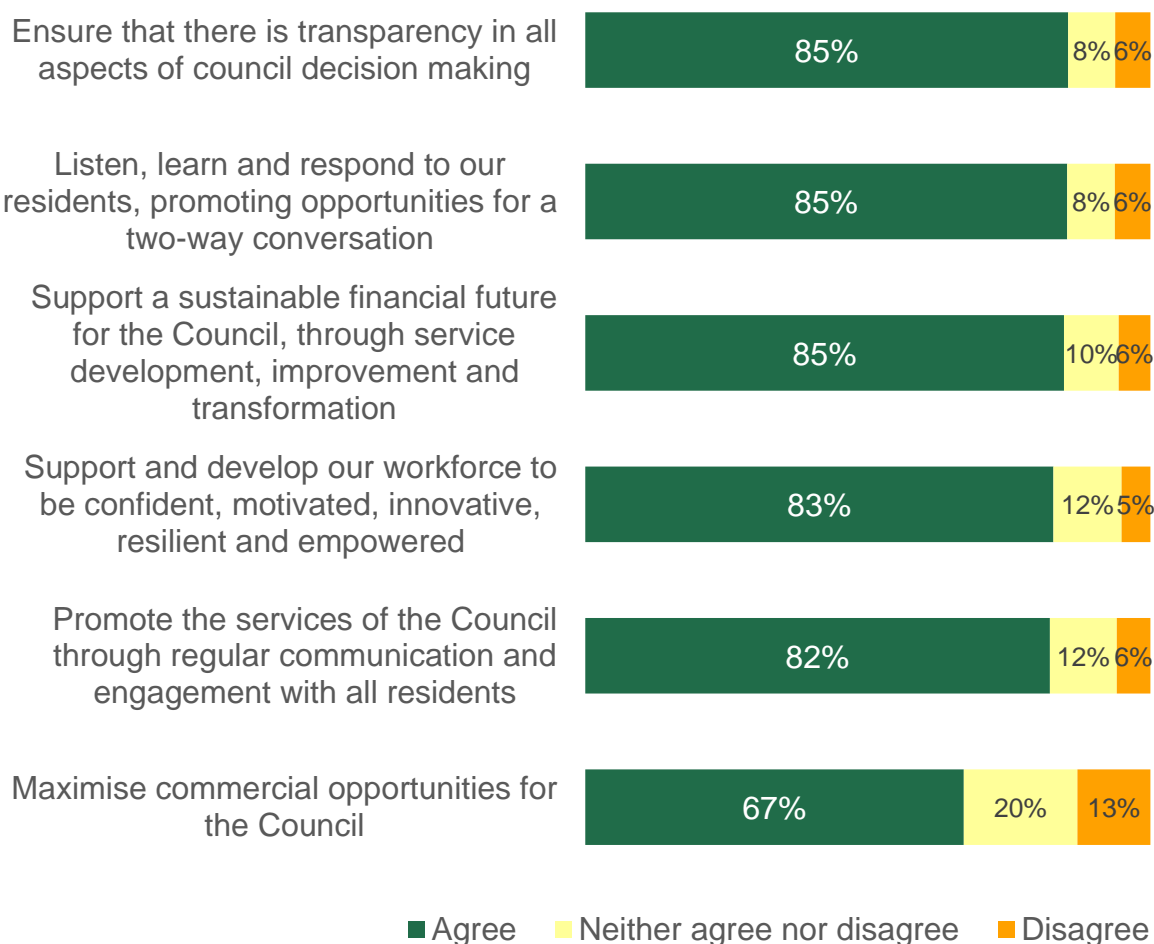 Ensure that there is transparency in all
aspects of council decision making
85% 8% 6%
Listen, learn and respond to our
residents, promoting opportunities for a
two-way conversation
85% 8% 6%
Support a sustainable financial future
for the Council, through service
development, improvement and
transformation
85% 10% 6%
Support and develop our workforce to
be confident, motivated, innovative,
resilient and empowered
83% 12% 5%
Promote the services of the Council
through regular communication and
engagement with all residents
82% 12% 6%
Maximise commercial opportunities for
the Council
67% 20% 13%
Agree Neither agree nor disagree Disagree